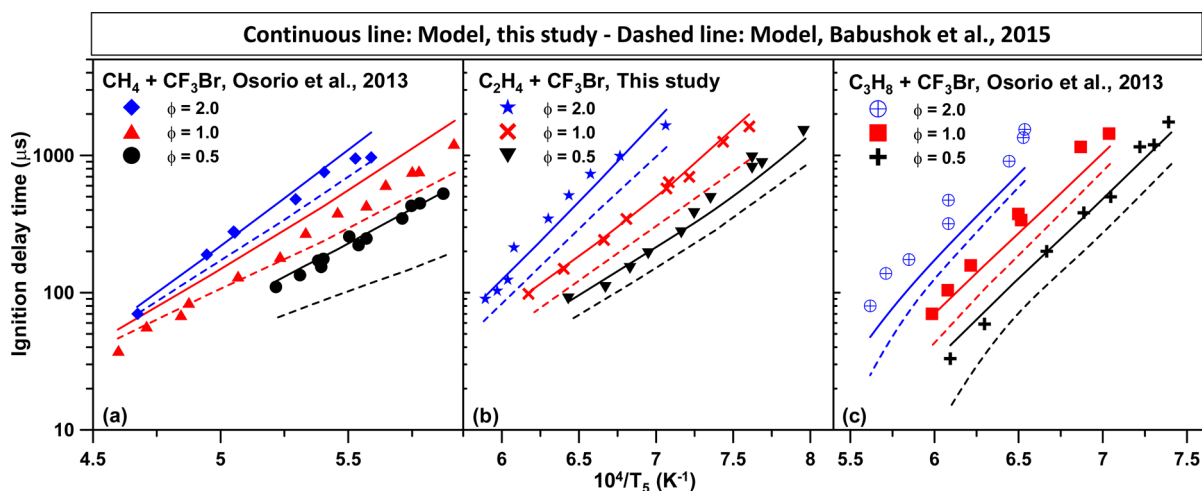 Continuous line: Model, this study - Dashed line: Model, Babushok et al., 2015
Ignition delay time (μs)
1000
100
10
CH₄ + CF₃Br, Osorio et al., 2013
ϕ = 2.0
ϕ = 1.0
ϕ = 0.5
(a)
4.5 5 5.5
C₂H₄ + CF₃Br, This study
ϕ = 2.0
ϕ = 1.0
ϕ = 0.5
(b)
6 6.5 7 7.5 8
C₃H₈ + CF₃Br, Osorio et al., 2013
ϕ = 2.0
ϕ = 1.0
ϕ = 0.5
(c)
5.5 6 6.5 7 7.5
10⁴/T₅ (K⁻¹)